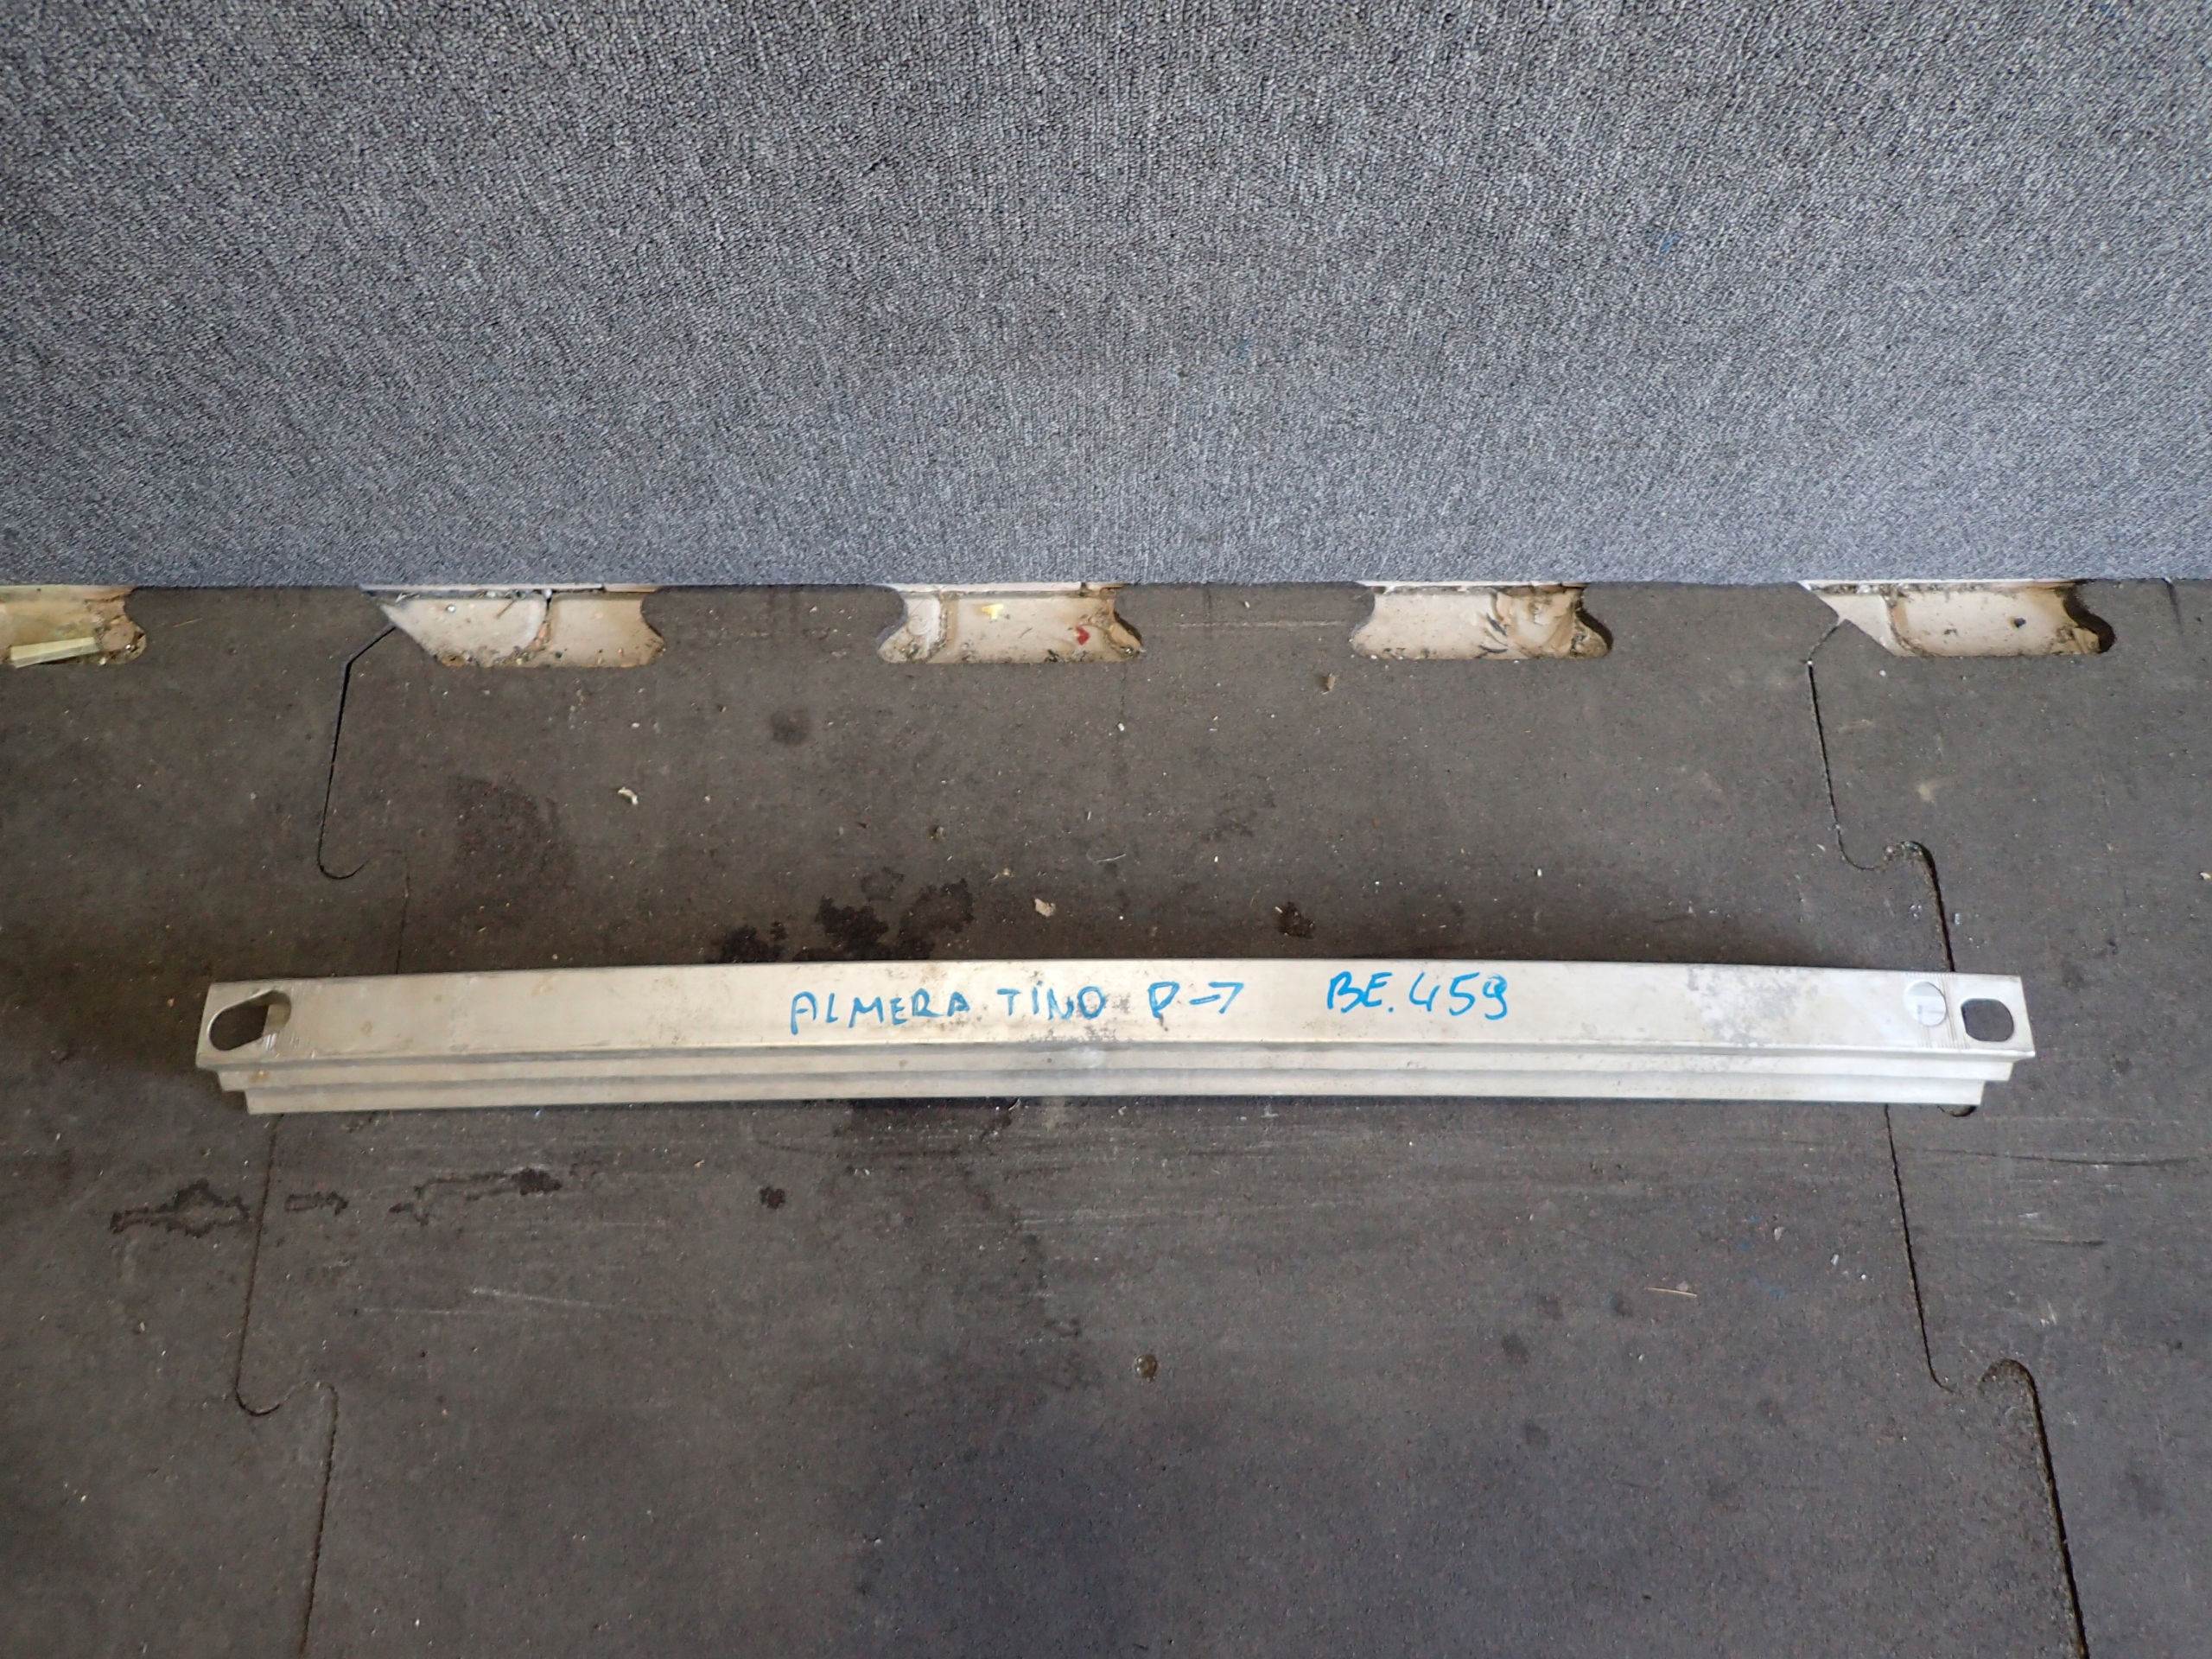 ALMERA TINO P→ BE.459